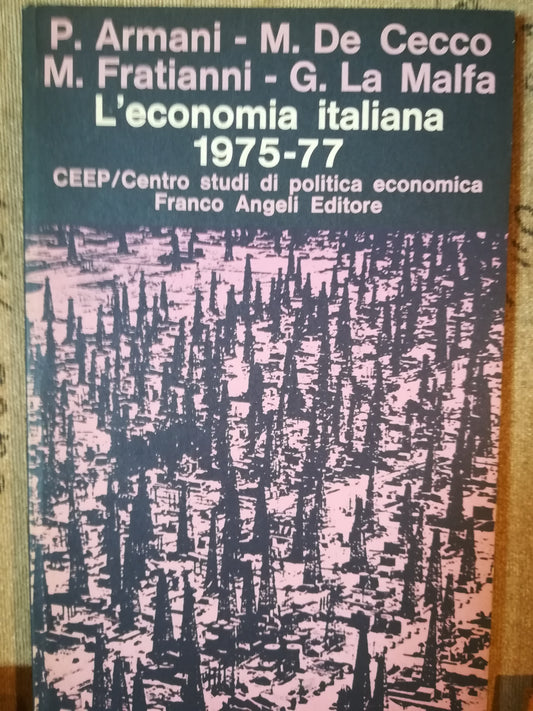 P. Armani - M. De Cecco
M. Fratianni - G. La Malfa
L'economia italiana
1975-77
CEEP/Centro studi di politica economica
Franco Angeli Editore